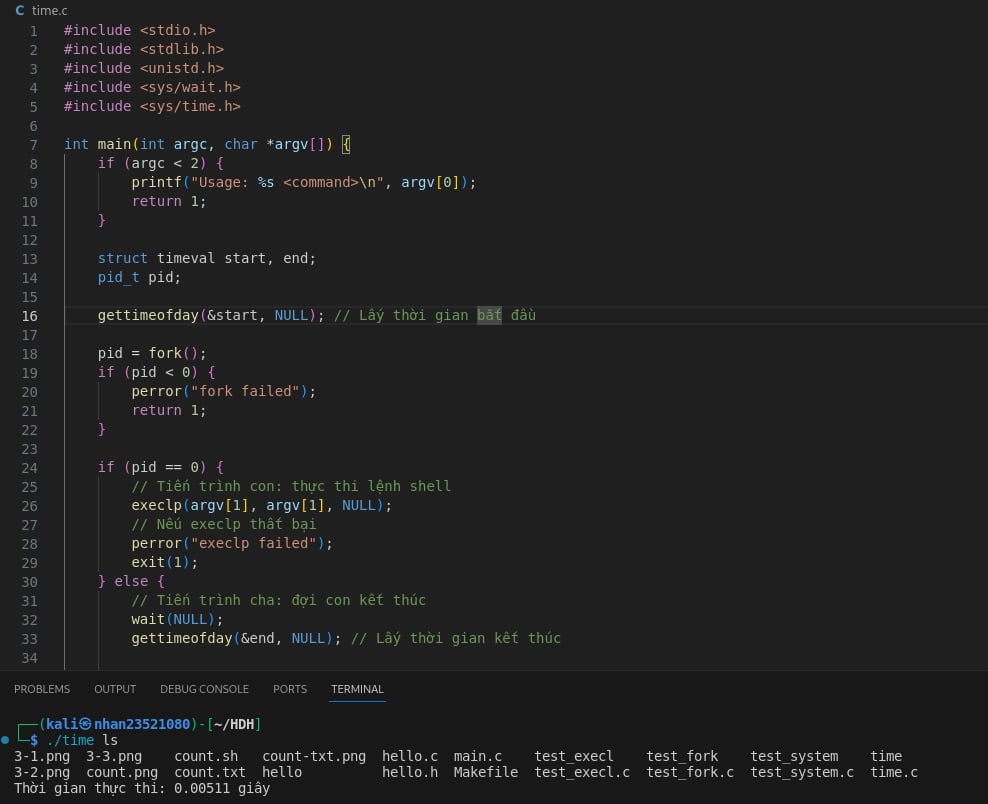 C time.c
1 #include <stdio.h>
2 #include <stdlib.h>
3 #include <unistd.h>
4 #include <sys/wait.h>
5 #include <sys/time.h>
6
7 int main(int argc, char *argv[]) {
8     if (argc < 2) {
9         printf("Usage: %s <command>\n", argv[0]);
10         return 1;
11     }
12
13     struct timeval start, end;
14     pid_t pid;
15
16     gettimeofday(&start, NULL); // Lấy thời gian bắt đầu
17
18     pid = fork();
19     if (pid < 0) {
20         perror("fork failed");
21         return 1;
22     }
23
24     if (pid == 0) {
25         // Tiến trình con: thực thi lệnh shell
26         execlp(argv[1], argv[1], NULL);
27         // Nếu execlp thất bại
28         perror("execlp failed");
29         exit(1);
30     } else {
31         // Tiến trình cha: đợi con kết thúc
32         wait(NULL);
33         gettimeofday(&end, NULL); // Lấy thời gian kết thúc
34
PROBLEMS OUTPUT DEBUG CONSOLE PORTS TERMINAL
┌──(kali㉿nhan23521080)-[~/HDH]
└─$ ./time ls
3-1.png  3-3.png    count.sh   count-txt.png  hello.c  main.c    test_execl    test_fork    test_system    time
3-2.png  count.png  count.txt  hello          hello.h  Makefile  test_execl.c  test_fork.c  test_system.c  time.c
Thời gian thực thi: 0.00511 giây